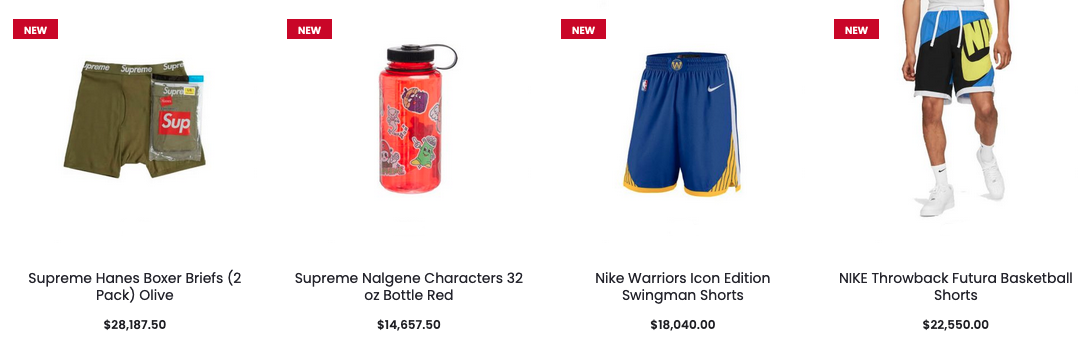 NEW
NEW
NEW
NEW
Supreme
Supreme
Supreme
Sup
Supreme Hanes Boxer Briefs (2
Pack) Olive
$28,187.50
Supreme Nalgene Characters 32
oz Bottle Red
$14,657.50
Nike Warriors Icon Edition
Swingman Shorts
$18,040.00
NIKE Throwback Futura Basketball
Shorts
$22,550.00